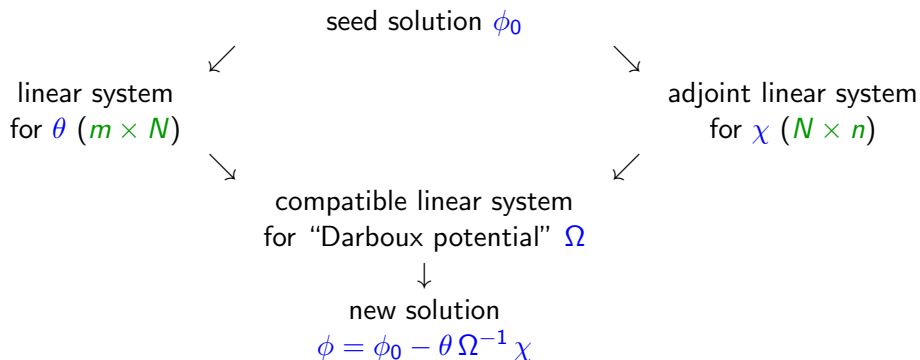 seed solution ϕ₀
linear system
for θ (m × N)
adjoint linear system
for χ (N × n)
compatible linear system
for “Darboux potential” Ω
new solution
ϕ = ϕ₀ − θ Ω⁻¹ χ